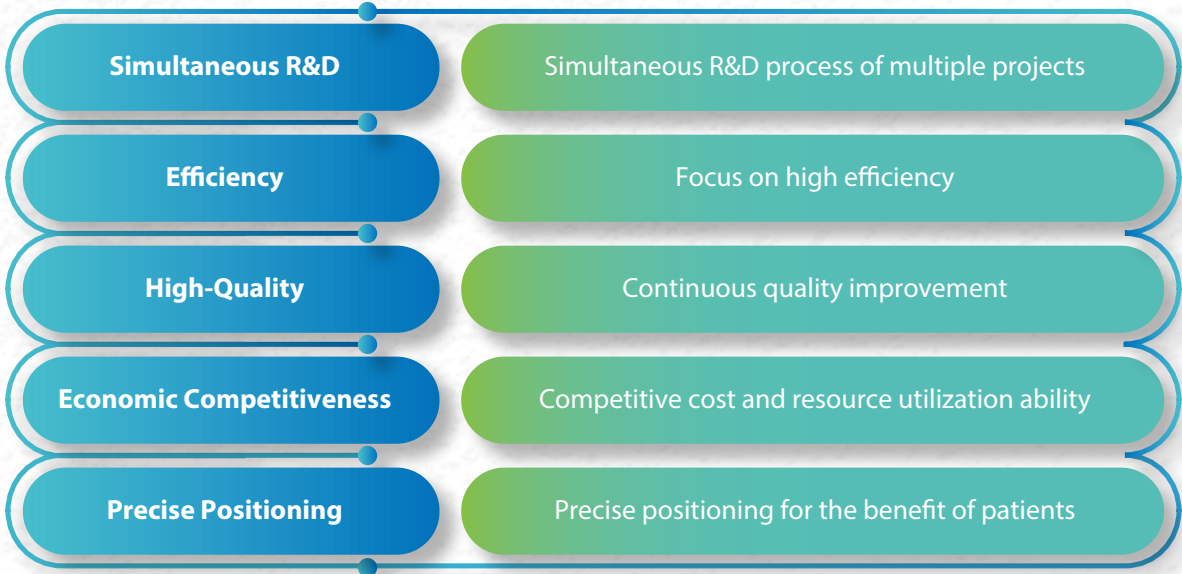 Simultaneous R&D
Simultaneous R&D process of multiple projects
Efficiency
Focus on high efficiency
High-Quality
Continuous quality improvement
Economic Competitiveness
Competitive cost and resource utilization ability
Precise Positioning
Precise positioning for the benefit of patients